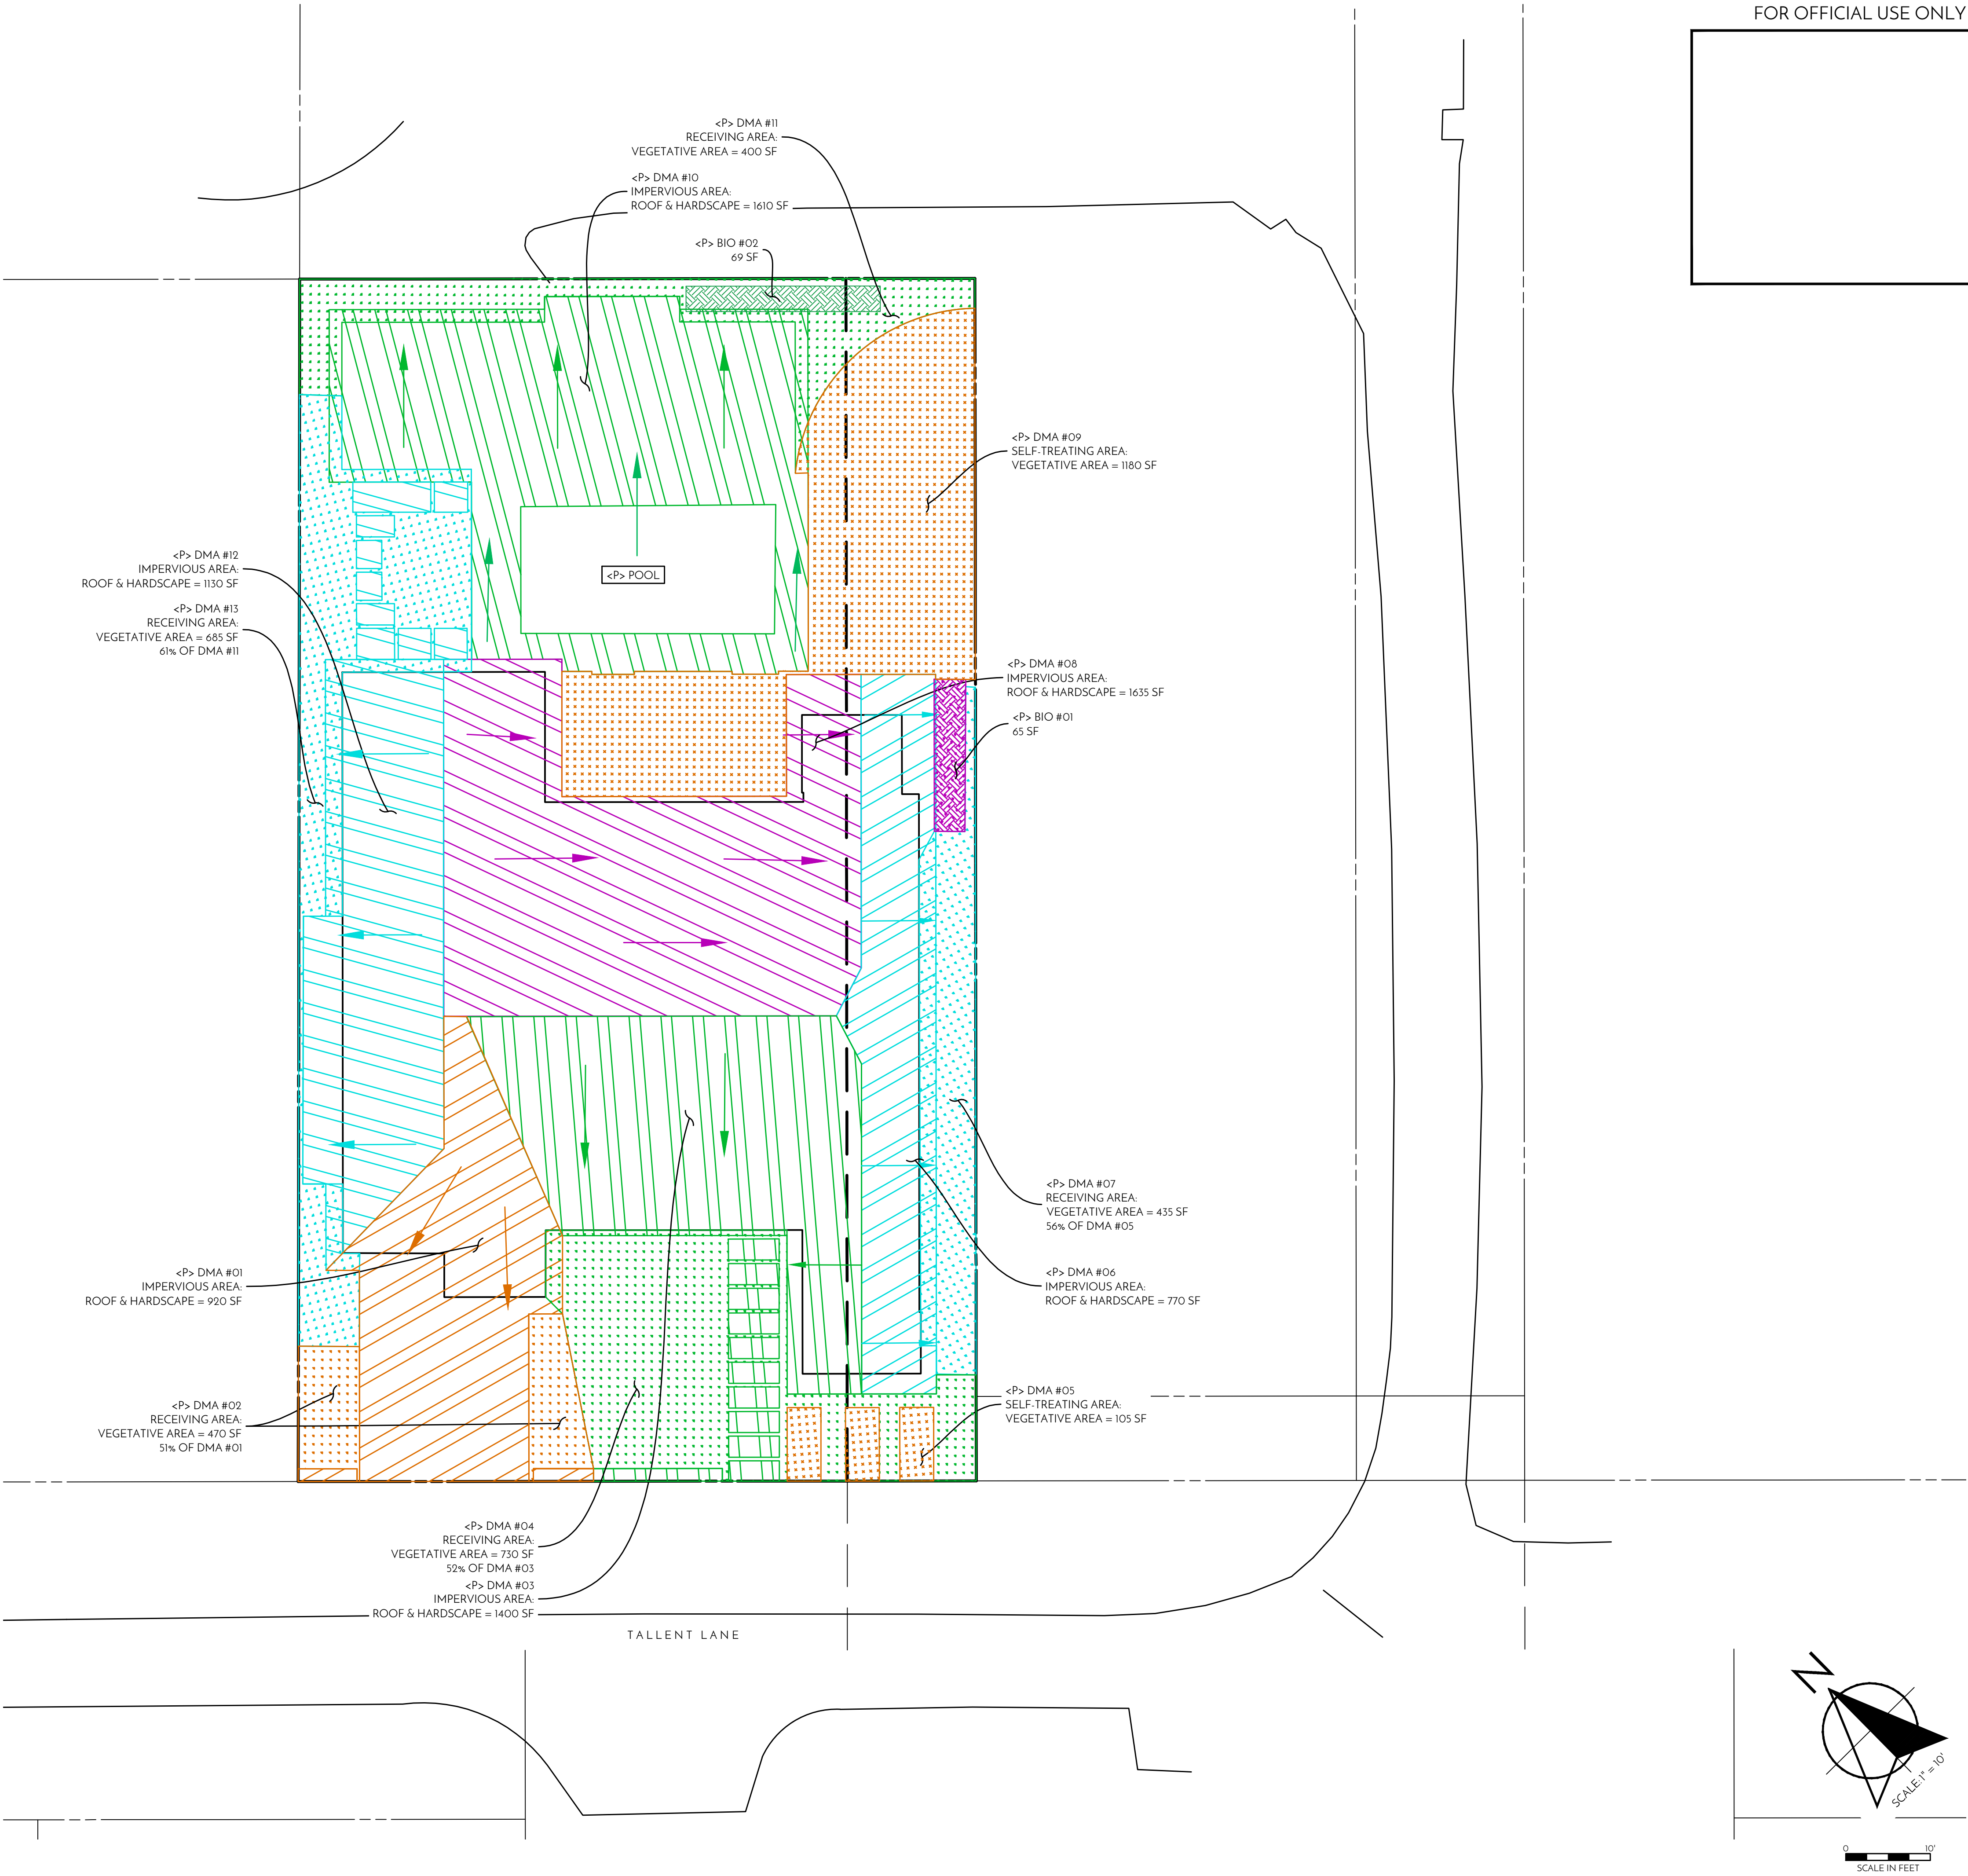 FOR OFFICIAL USE ONLY
<P> DMA #11
RECEIVING AREA:
VEGETATIVE AREA = 400 SF
<P> DMA #10
IMPERVIOUS AREA:
ROOF & HARDSCAPE = 1610 SF
<P> BIO #02
69 SF
<P> DMA #09
SELF-TREATING AREA:
VEGETATIVE AREA = 1180 SF
<P> DMA #12
IMPERVIOUS AREA:
ROOF & HARDSCAPE = 1130 SF
<P> POOL
<P> DMA #13
RECEIVING AREA:
VEGETATIVE AREA = 685 SF
61% OF DMA #11
<P> DMA #08
IMPERVIOUS AREA:
ROOF & HARDSCAPE = 1635 SF
<P> BIO #01
65 SF
<P> DMA #07
RECEIVING AREA:
VEGETATIVE AREA = 435 SF
56% OF DMA #05
<P> DMA #01
IMPERVIOUS AREA:
ROOF & HARDSCAPE = 920 SF
<P> DMA #06
IMPERVIOUS AREA:
ROOF & HARDSCAPE = 770 SF
<P> DMA #02
RECEIVING AREA:
VEGETATIVE AREA = 470 SF
51% OF DMA #01
<P> DMA #05
SELF-TREATING AREA:
VEGETATIVE AREA = 105 SF
<P> DMA #04
RECEIVING AREA:
VEGETATIVE AREA = 730 SF
52% OF DMA #03
<P> DMA #03
IMPERVIOUS AREA:
ROOF & HARDSCAPE = 1400 SF
TALLENT LANE
N
SCALE: 1" = 10'
0 10'
SCALE IN FEET